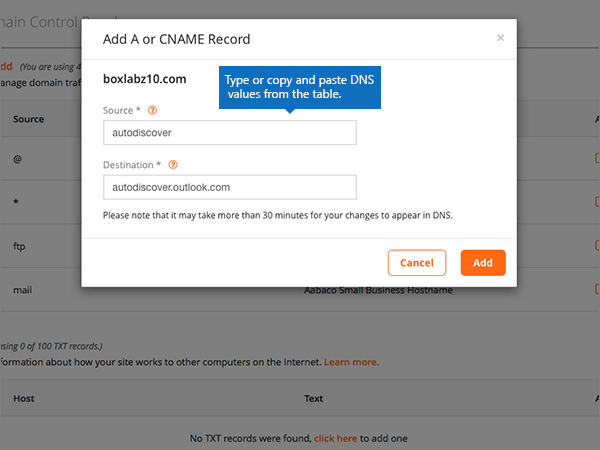 main Control Panel
Add A or CNAME Record ×
dd (You are using 4
anage domain traf
boxlabz10.com
Type or copy and paste DNS
values from the table.
Source * ?
autodiscover
Destination * ?
autodiscover.outlook.com
Please note that it may take more than 30 minutes for your changes to appear in DNS.
Cancel Add
Source A
@
*
ftp
mail Aabaco Small Business Hostname
sing 0 of 100 TXT records.)
formation about how your site works to other computers on the Internet. Learn more.
Host Text A
No TXT records were found, click here to add one